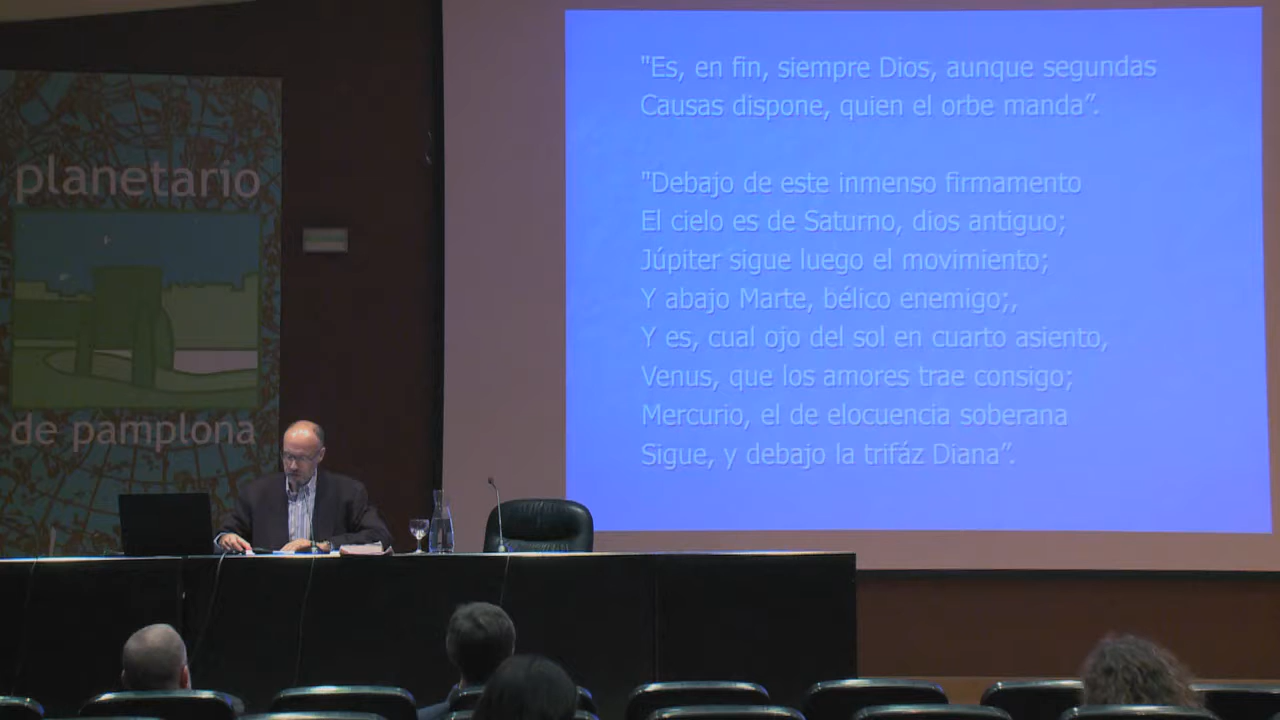 planetario
de pamplona
"Es, en fin, siempre Dios, aunque segundas
Causas dispone, quien el orbe manda”.
"Debajo de este inmenso firmamento
El cielo es de Saturno, dios antiguo;
Júpiter sigue luego el movimiento;
Y abajo Marte, bélico enemigo;,
Y es, cual ojo del sol en cuarto asiento,
Venus, que los amores trae consigo;
Mercurio, el de elocuencia soberana
Sigue, y debajo la trifáz Diana”.